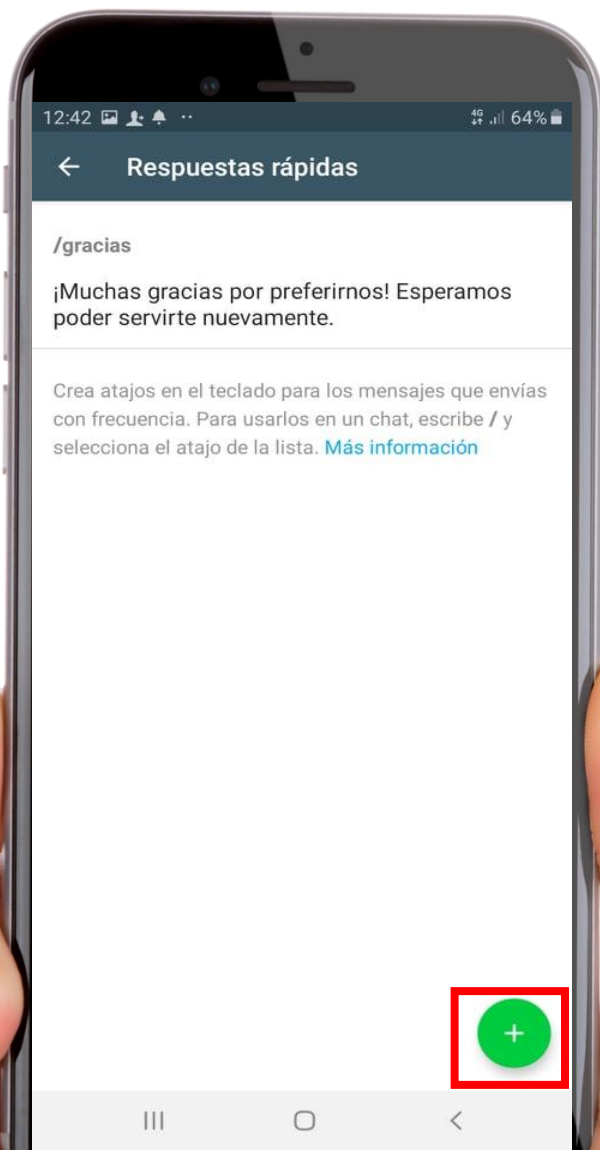 12:42
4G
64%
Respuestas rápidas
/gracias
¡Muchas gracias por preferirnos! Esperamos
poder servirte nuevamente.
Crea atajos en el teclado para los mensajes que envías
con frecuencia. Para usarlos en un chat, escribe / y
selecciona el atajo de la lista. Más información